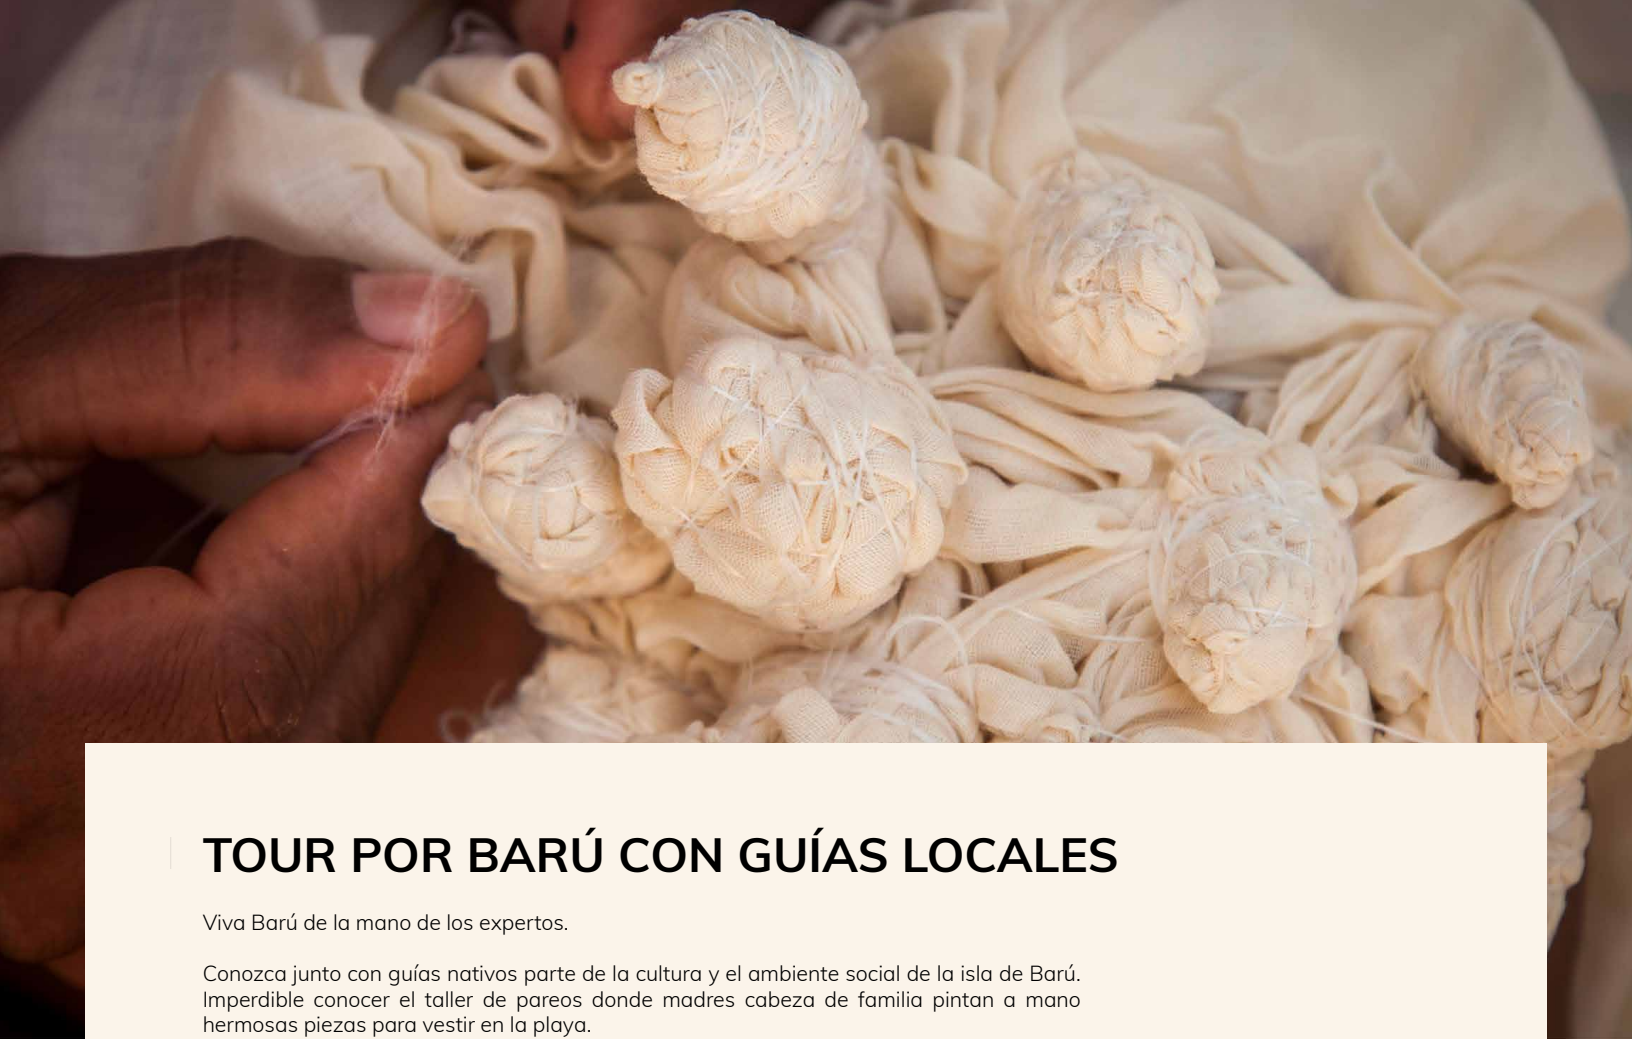 TOUR POR BARÚ CON GUÍAS LOCALES
Viva Barú de la mano de los expertos.
Conozca junto con guías nativos parte de la cultura y el ambiente social de la isla de Barú.
Imperdible conocer el taller de pareos donde madres cabeza de familia pintan a mano
hermosas piezas para vestir en la playa.